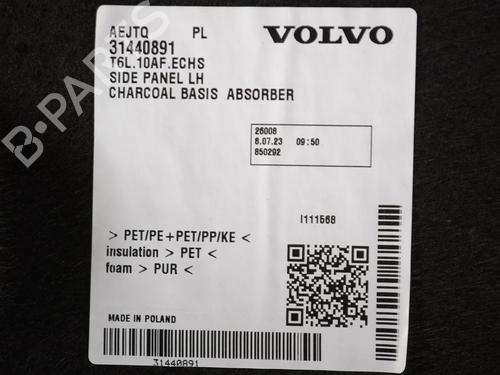 AEJTQ PL
31440891
T6L.10AF.ECHS
SIDE PANEL LH
CHARCOAL BASIS ABSORBER
VOLVO
26008
8.07.23 09:50
850292
I111568
> PET/PE+PET/PP/KE <
insulation > PET <
foam > PUR <
MADE IN POLAND
31440891
B-Parts
B-Parts